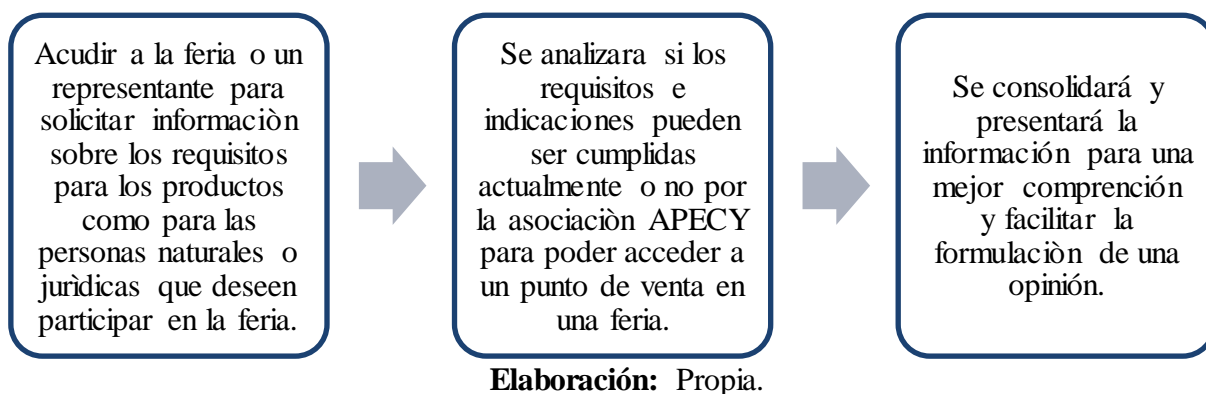 Acudir a la feria o un
representante para
solicitar informaciòn
sobre los requisitos
para los productos
como para las
personas naturales o
jurìdicas que deseen
participar en la feria.
Se analizara si los
requisitos e
indicaciones pueden
ser cumplidas
actualmente o no por
la asociaciòn APECY
para poder acceder a
un punto de venta en
una feria.
Se consolidará y
presentará la
información para una
mejor comprención
y facilitar la
formulaciòn de una
opinión.
Elaboración: Propia.